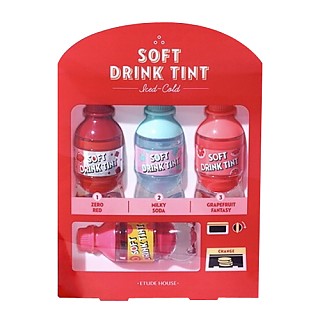 SOFT
DRINK TINT
Iced-Cold
SOFT
DRINK TINT
SOFT
DRINK TINT
SOFT
DRINK TINT
1
ZERO
RED
2
MILKY
SODA
3
GRAPEFRUIT
FANTASY
SOFT
DRINK TINT
CHANGE
-ETUDE HOUSE-